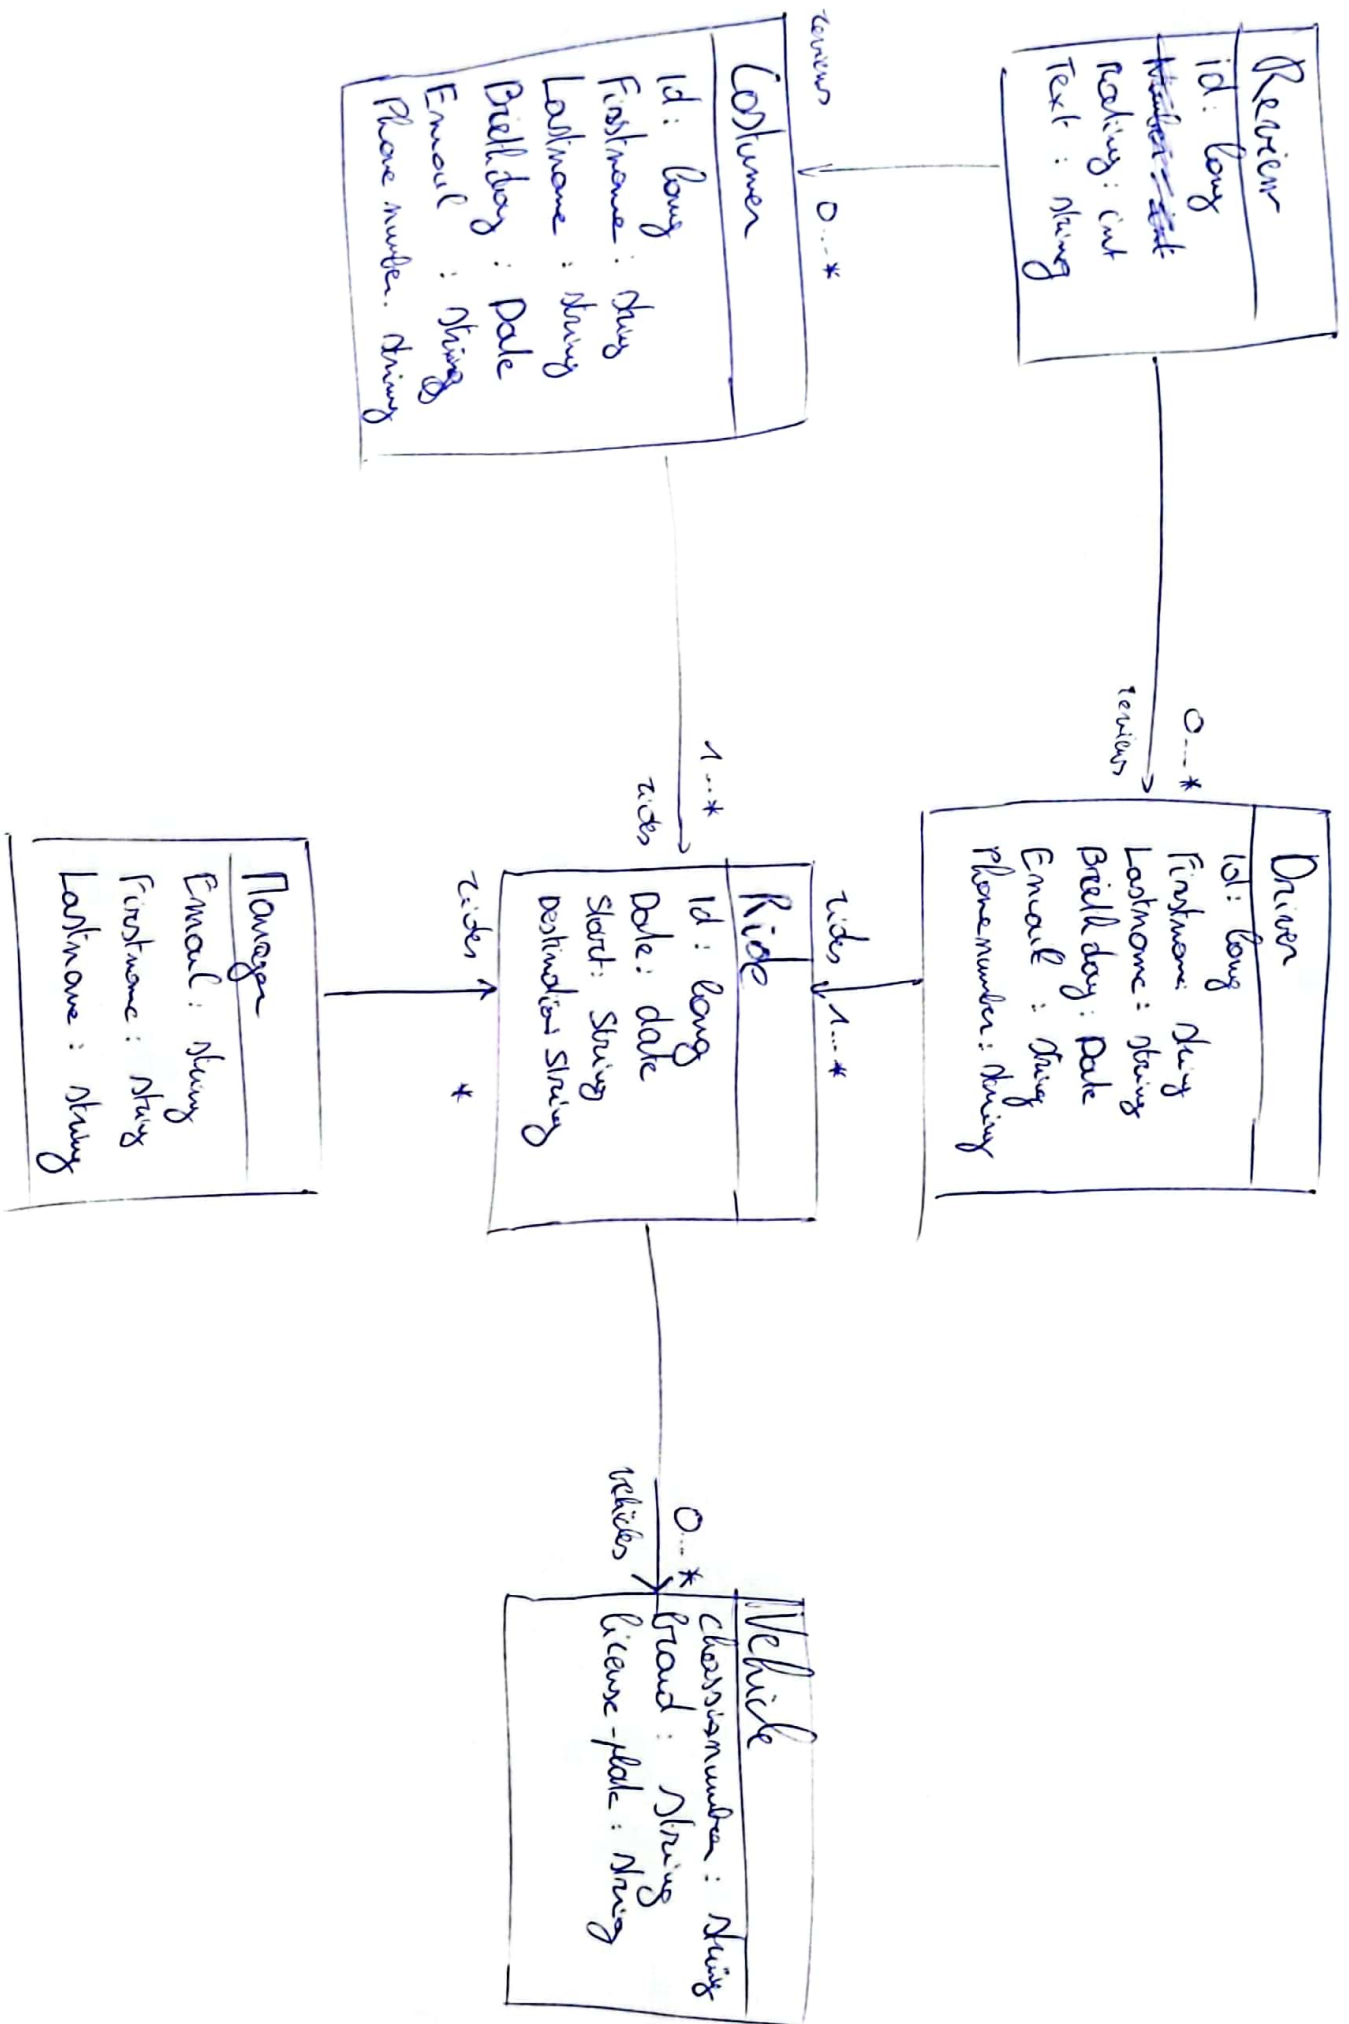 Review
id: long
Number: int
Rating: int
Text: string
reviews
0...*
Costumer
Id: long
Firstname: string
Lastname: string
Birthday: Date
Email: string
Phone number: string
0...*
reviews
Driver
Id: long
Firstname: string
Lastname: string
Birthday: Date
Email: string
Phonenumber: string
1...*
rides
rides
1...*
Ride
Id: long
Date: date
Start: String
Destination String
rides
*
Manager
Email: string
Firstname: string
Lastname: string
0...*
vehicles
Vehicle
chassisnumber: string
brand: string
license-plate: string